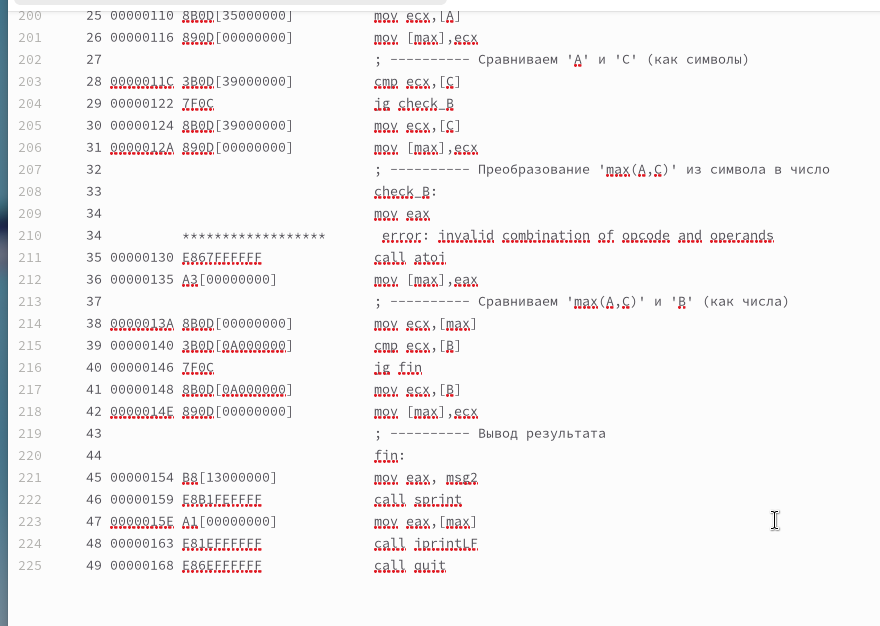 200 25 00000110 8B0D[35000000] mov ecx,[A]
201 26 00000116 890D[00000000] mov [max],ecx
202 27 ; ---------- Сравниваем 'A' и 'C' (как символы)
203 28 0000011C 3B0D[39000000] cmp ecx,[C]
204 29 00000122 7F0C jg check_B
205 30 00000124 8B0D[39000000] mov ecx,[C]
206 31 0000012A 890D[00000000] mov [max],ecx
207 32 ; ---------- Преобразование 'max(A,C)' из символа в число
208 33 check_B:
209 34 mov eax
210 34 ****************** error: invalid combination of opcode and operands
211 35 00000130 E867FFFFFF call atoi
212 36 00000135 A3[00000000] mov [max],eax
213 37 ; ---------- Сравниваем 'max(A,C)' и 'B' (как числа)
214 38 0000013A 8B0D[00000000] mov ecx,[max]
215 39 00000140 3B0D[0A000000] cmp ecx,[B]
216 40 00000146 7F0C jg fin
217 41 00000148 8B0D[0A000000] mov ecx,[B]
218 42 0000014E 890D[00000000] mov [max],ecx
219 43 ; ---------- Вывод результата
220 44 fin:
221 45 00000154 B8[13000000] mov eax, msg2
222 46 00000159 E8B1FEFFFF call sprint
223 47 0000015E A1[00000000] mov eax,[max]
224 48 00000163 E81EFFFFFF call iprintLF
225 49 00000168 E86EFFFFFF call quit